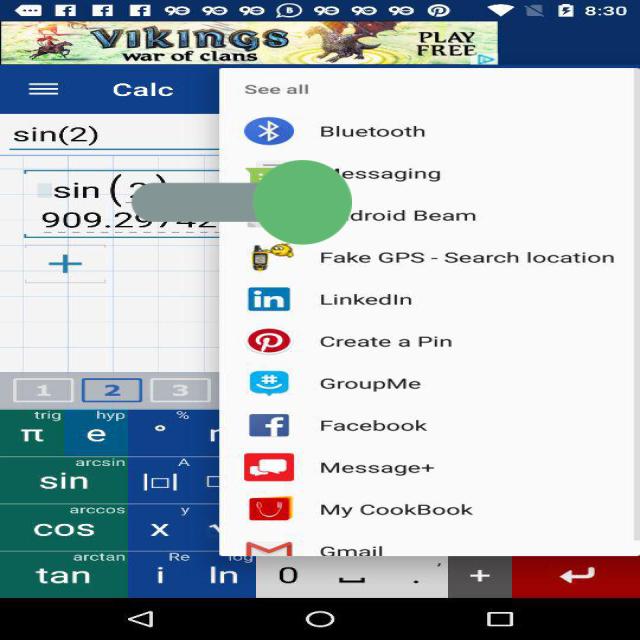 8:30
VIKINGS
war of clans
PLAY
FREE
Calc
See all
sin(2)
Bluetooth
sin(2)
909.29742
Messaging
Android Beam
Fake GPS - Search location
LinkedIn
Create a Pin
GroupMe
Facebook
Message+
My CookBook
Gmail
1 2 3
trig hyp %
π e °
arcsin A
sin |□|
arccos y
cos x
arctan Re log
tan i ln 0 . ′ +